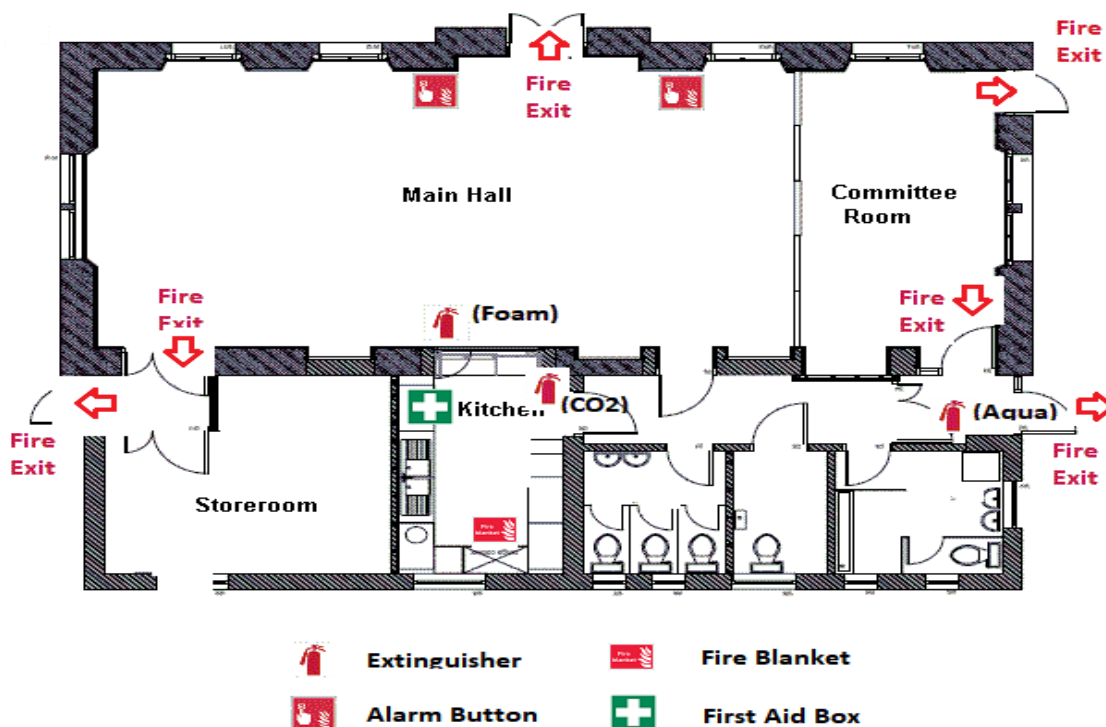 Fire
Exit
Fire
Exit
Main Hall
Committee
Room
Fire
Exit
Fire
Exit
(Foam)
Kitchen
(CO2)
(Aqua)
Fire
Exit
Fire
Exit
Storeroom
Fire
blanket
Extinguisher
Fire
blanket
Fire Blanket
Alarm Button
First Aid Box